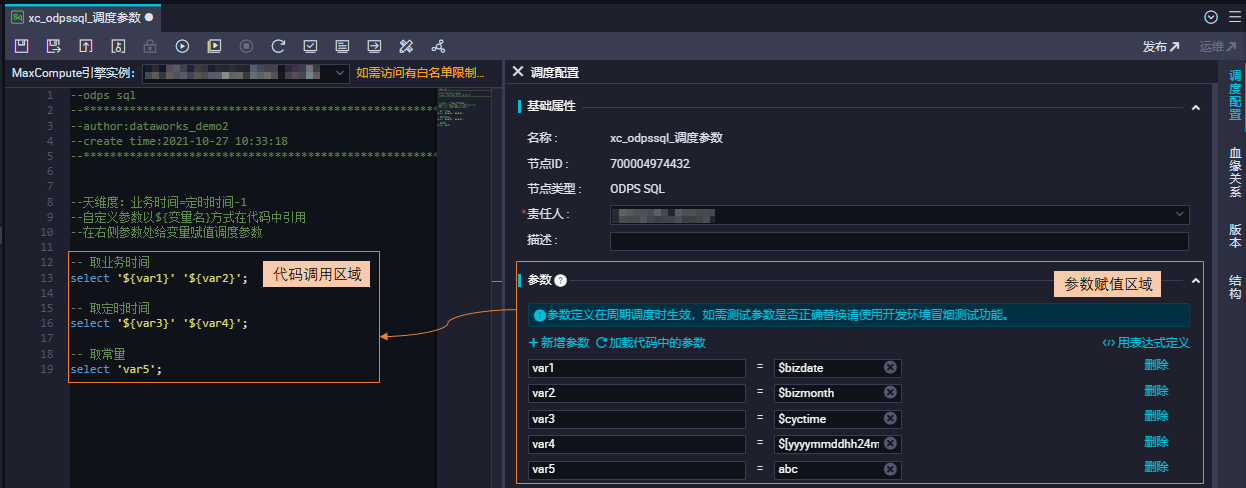 Sq xc_odpssql_调度参数
发布 运维
MaxCompute引擎实例： 如需访问有白名单限制...
1 --odps sql
2 --********************************************************
3 --author:dataworks_demo2
4 --create time:2021-10-27 10:33:18
5 --********************************************************
6
7
8 --天维度：业务时间=定时时间-1
9 --自定义参数以${变量名}方式在代码中引用
10 --在右侧参数处给变量赋值调度参数
11
12 -- 取业务时间
13 select '${var1}' '${var2}';
14
15 -- 取定时时间
16 select '${var3}' '${var4}';
17
18 -- 取常量
19 select 'var5';
代码调用区域
调度配置
基础属性
名称： xc_odpssql_调度参数
节点ID： 700004974432
节点类型： ODPS SQL
*责任人：
描述：
参数 ?
参数赋值区域
参数定义在周期调度时生效，如需测试参数是否正确替换请使用开发环境冒烟测试功能。
+ 新增参数 加载代码中的参数 </> 用表达式定义
var1 = $bizdate 删除
var2 = $bizmonth 删除
var3 = $cyctime 删除
var4 = $[yyyymmddhh24m 删除
var5 = abc 删除
调度配置
血缘关系
版本
结构